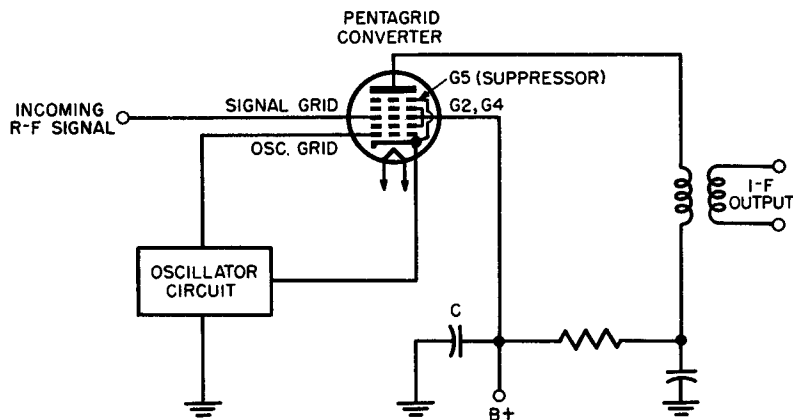 PENTAGRID
CONVERTER
G5 (SUPPRESSOR)
INCOMING
R-F SIGNAL
SIGNAL GRID
G2, G4
OSC. GRID
I-F
OUTPUT
OSCILLATOR
CIRCUIT
C
B+